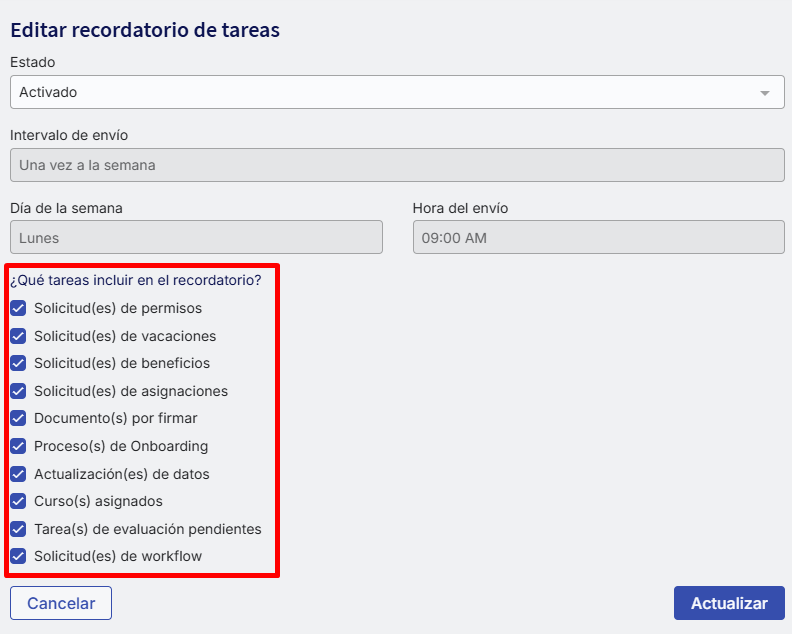 Editar recordatorio de tareas
Estado
Activado
Intervalo de envío
Una vez a la semana
Día de la semana
Hora del envío
Lunes
09:00 AM
¿Qué tareas incluir en el recordatorio?
Solicitud(es) de permisos
Solicitud(es) de vacaciones
Solicitud(es) de beneficios
Solicitud(es) de asignaciones
Documento(s) por firmar
Proceso(s) de Onboarding
Actualización(es) de datos
Curso(s) asignados
Tarea(s) de evaluación pendientes
Solicitud(es) de workflow
Cancelar
Actualizar